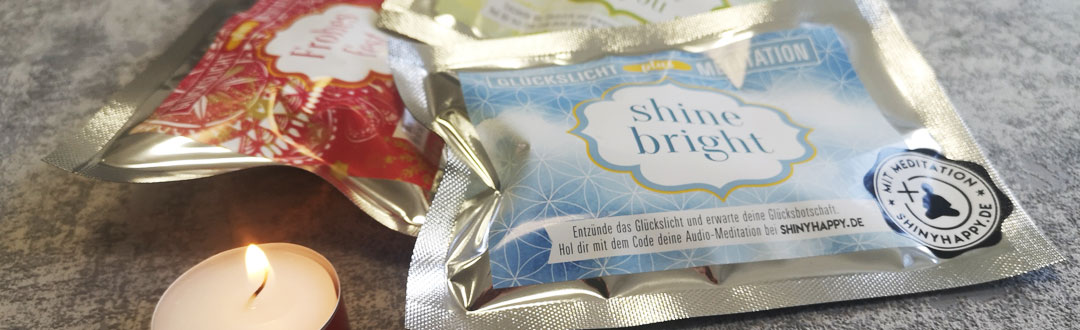 Frohes
GLÜCKSLICHT plus MEDITATION
shine
bright
Entzünde das Glückslicht und erwarte deine Glücksbotschaft.
Hol dir mit dem Code deine Audio-Meditation bei SHINYHAPPY.DE
MIT MEDITATION
SHINYHAPPY.DE